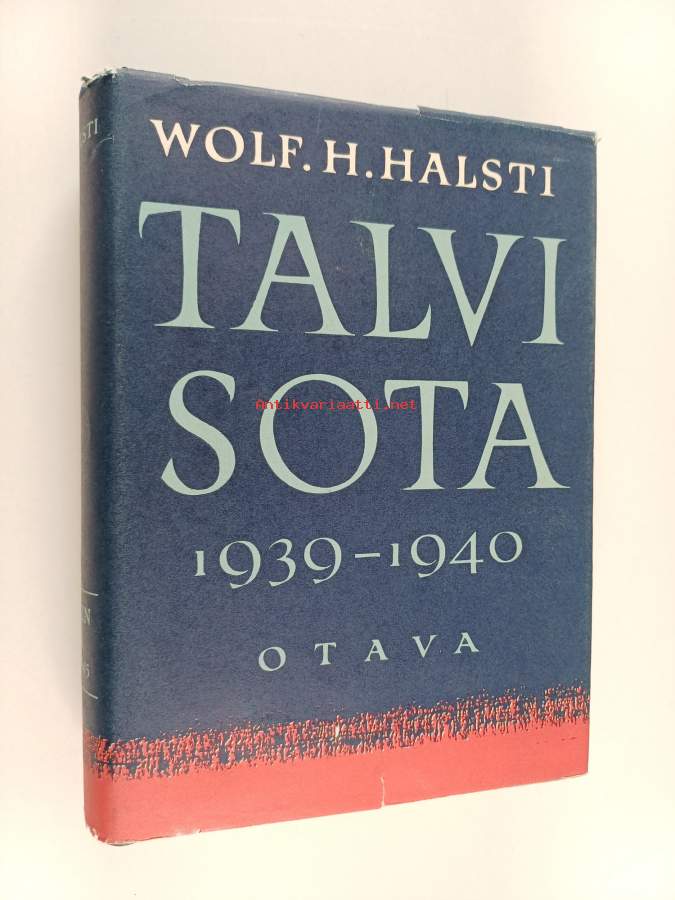 WOLF. H. HALSTI
TALVI
SOTA
Antikvariaatti.net
1939–1940
OTAVA